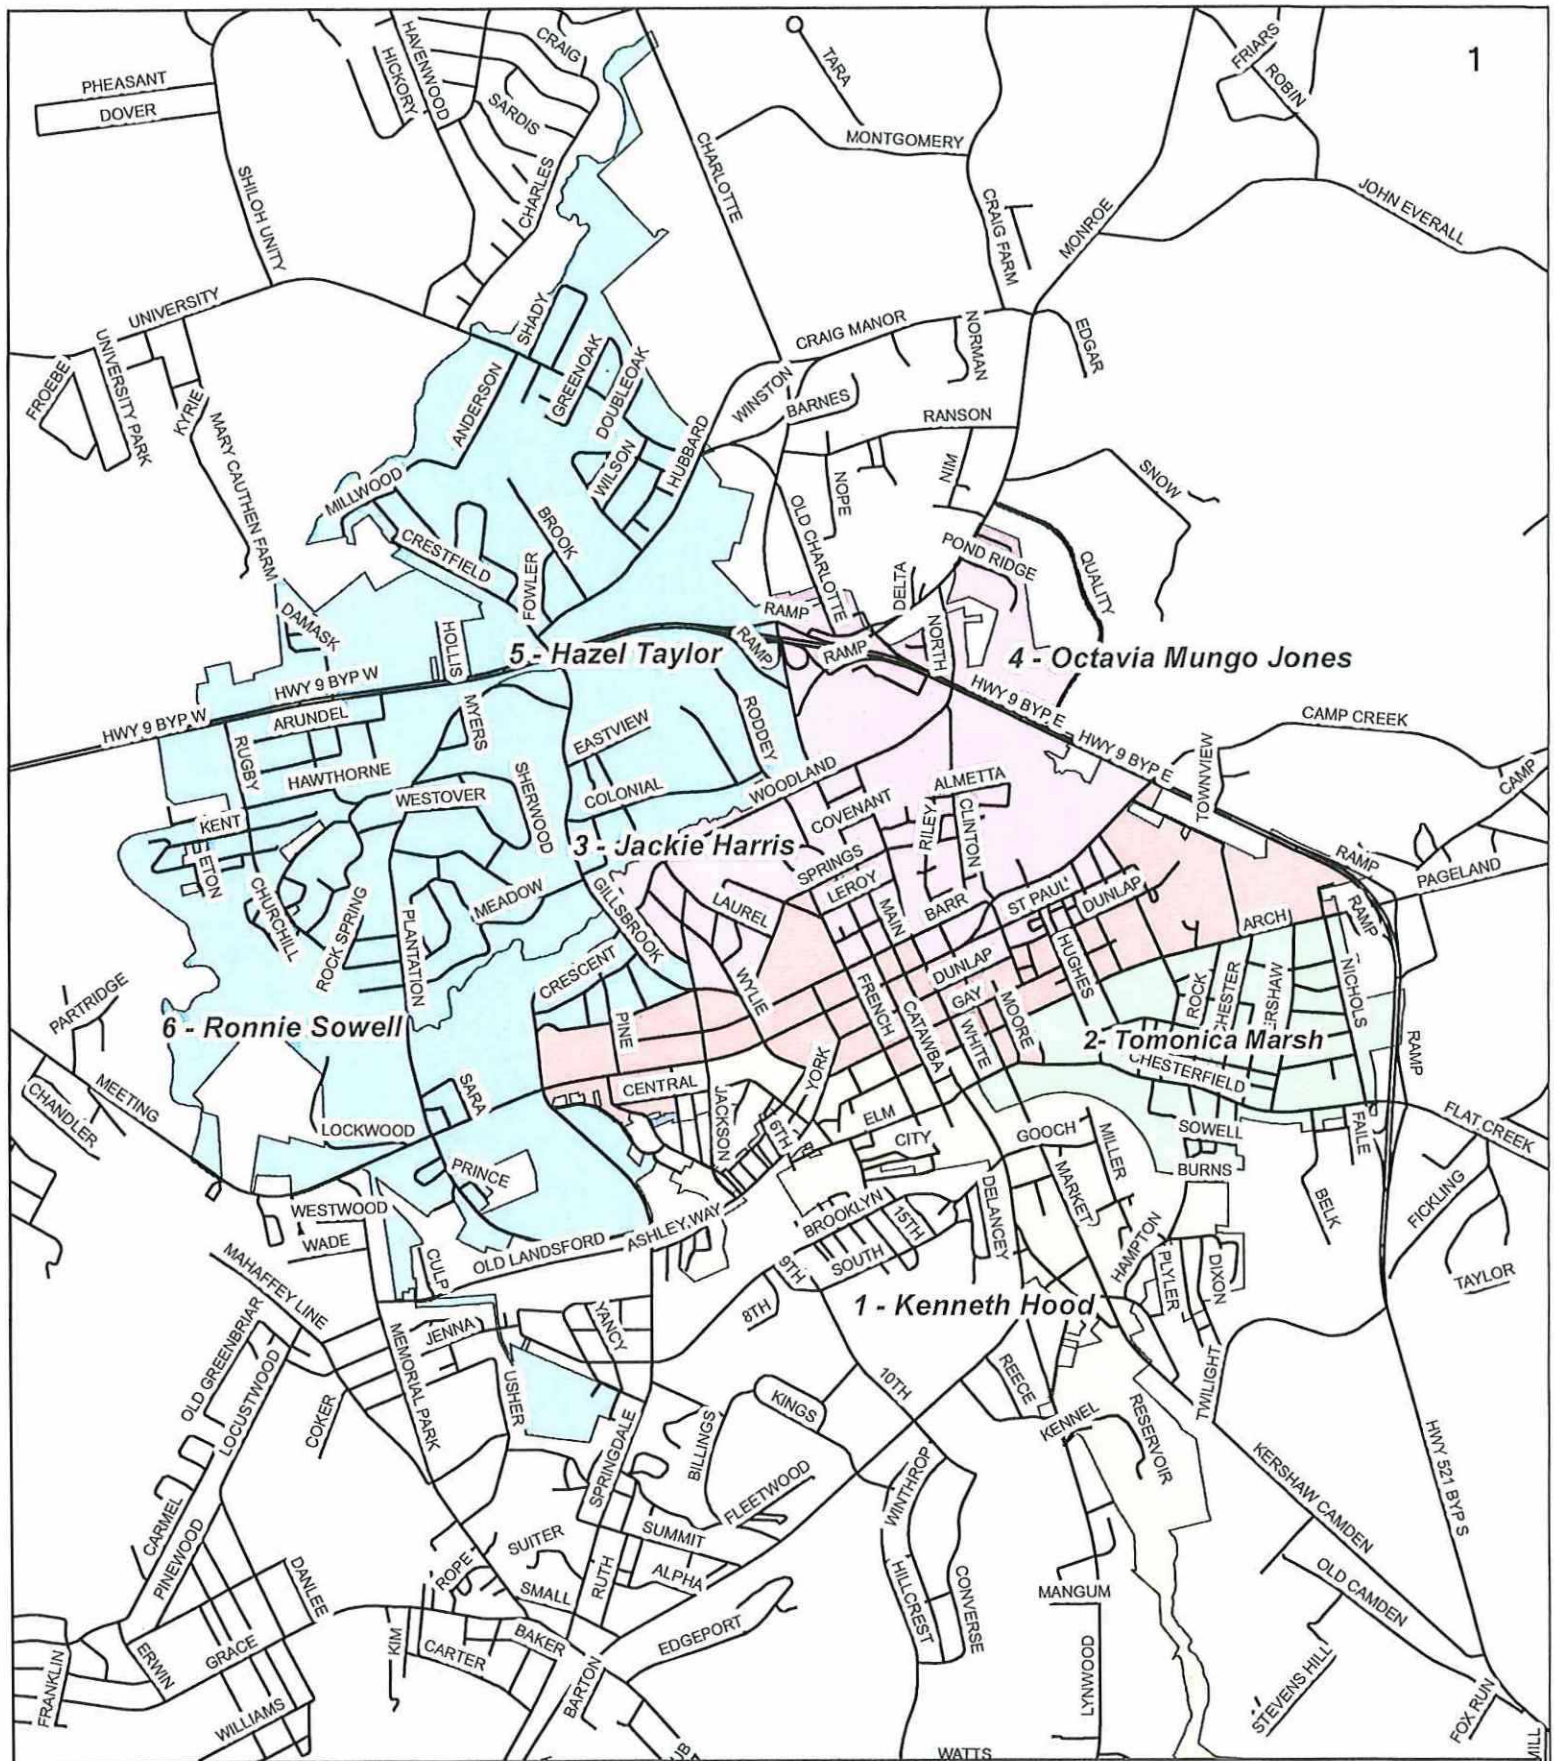 1
PHEASANT
DOVER
HAVENWOOD
HICKORY
CRAIG
SARDIS
CHARLES
TARA
MONTGOMERY
FRIARS
ROBIN
CHARLOTTE
SHILOH UNITY
CRAIG FARM
MONROE
JOHN EVERALL
UNIVERSITY
SHADY
CRAIG MANOR
NORMAN
EDGAR
UNIVERSITY PARK
KYRIE
GREENOAK
DOUBLEOAK
ANDERSON
WINSTON
BARNES
RANSON
MARY CAUTHEN FARM
HUBBARD
WILSON
NIM
NOPE
SNOW
MILLWOOD
BROOK
OLD CHARLOTTE
CRESTFIELD
FOWLER
POND RIDGE
QUALITY
DELTA
DAMASK
HOLLIS
RAMP
RAMP
RAMP
NORTH
5 - Hazel Taylor
4 - Octavia Mungo Jones
HWY 9 BYP W
HWY 9 BYP W
HWY 9 BYP E
HWY 9 BYP E
ARUNDEL
MYERS
RODDEY
EASTVIEW
CAMP CREEK
RUGBY
HAWTHORNE
WESTOVER
SHERWOOD
COLONIAL
WOODLAND
ALMETTA
TOWNVIEW
CAMP
KENT
COVENANT
RILEY
CLINTON
3 - Jackie Harris
RAMP
PAGELAND
ETON
SPRINGS
LEROY
CHURCHILL
ROCK SPRING
PLANTATION
MEADOW
GILLSBROOK
LAUREL
MAIN
BARR
ST PAUL
DUNLAP
ARCH
RAMP
CRESCENT
WYLIE
DUNLAP
HUGHES
NICHOLS
PARTRIDGE
FRENCH
CATAWBA
GAY
WHITE
MOORE
ROCK
6 - Ronnie Sowell
PINE
2- Tomonica Marsh
RAMP
MEETING
CHANDLER
SARA
CENTRAL
YORK
CHESTERFIELD
LOCKWOOD
JACKSON
ELM
6TH
CITY
GOOCH
MILLER
SOWELL
FAILE
FLAT CREEK
PRINCE
BURNS
MARKET
WESTWOOD
WADE
BROOKLYN
15TH
DELANCEY
BELK
FICKLING
ASHLEY WAY
OLD LANDSFORD
CULP
SOUTH
9TH
HAMPTON
PLYLER
DIXON
TAYLOR
MAHAFFEY LINE
8TH
1 - Kenneth Hood
YANCY
OLD GREENBRIAR
JENNA
MEMORIAL PARK
LOCUSTWOOD
USHER
COKER
10TH
REECE
TWILIGHT
KINGS
KENNEL
RESERVOIR
SPRINGDALE
BILLINGS
HWY 521 BYP S
KERSHAW CAMDEN
WINTHROP
FLEETWOOD
CARMEL
PINEWOOD
SUITER
SUMMIT
DANLEE
ROPE
SMALL
RUTH
ALPHA
OLD CAMDEN
HILLCREST
CONVERSE
MANGUM
EDGEPORT
ERWIN
GRACE
KIM
CARTER
BAKER
BARTON
FRANKLIN
WILLIAMS
LYNWOOD
STEVENS HILL
FOX RUN
WATTS